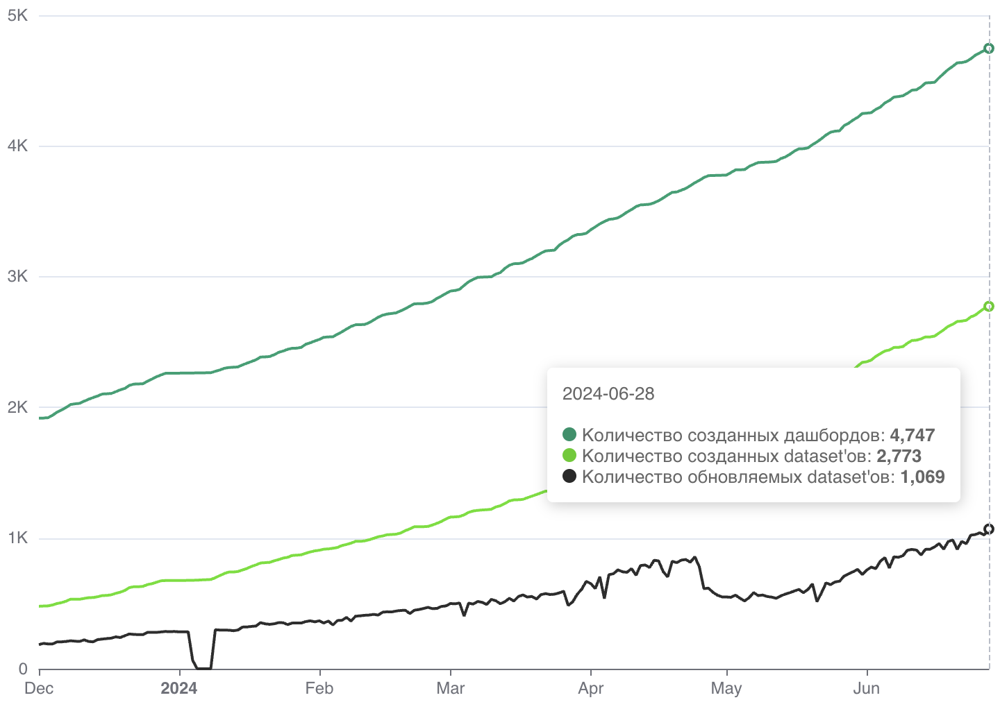 5K
4K
3K
2K
1K
0
2024-06-28
Количество созданных дашбордов: 4,747
Количество созданных dataset'ов: 2,773
Количество обновляемых dataset'ов: 1,069
Dec 2024 Feb Mar Apr May Jun